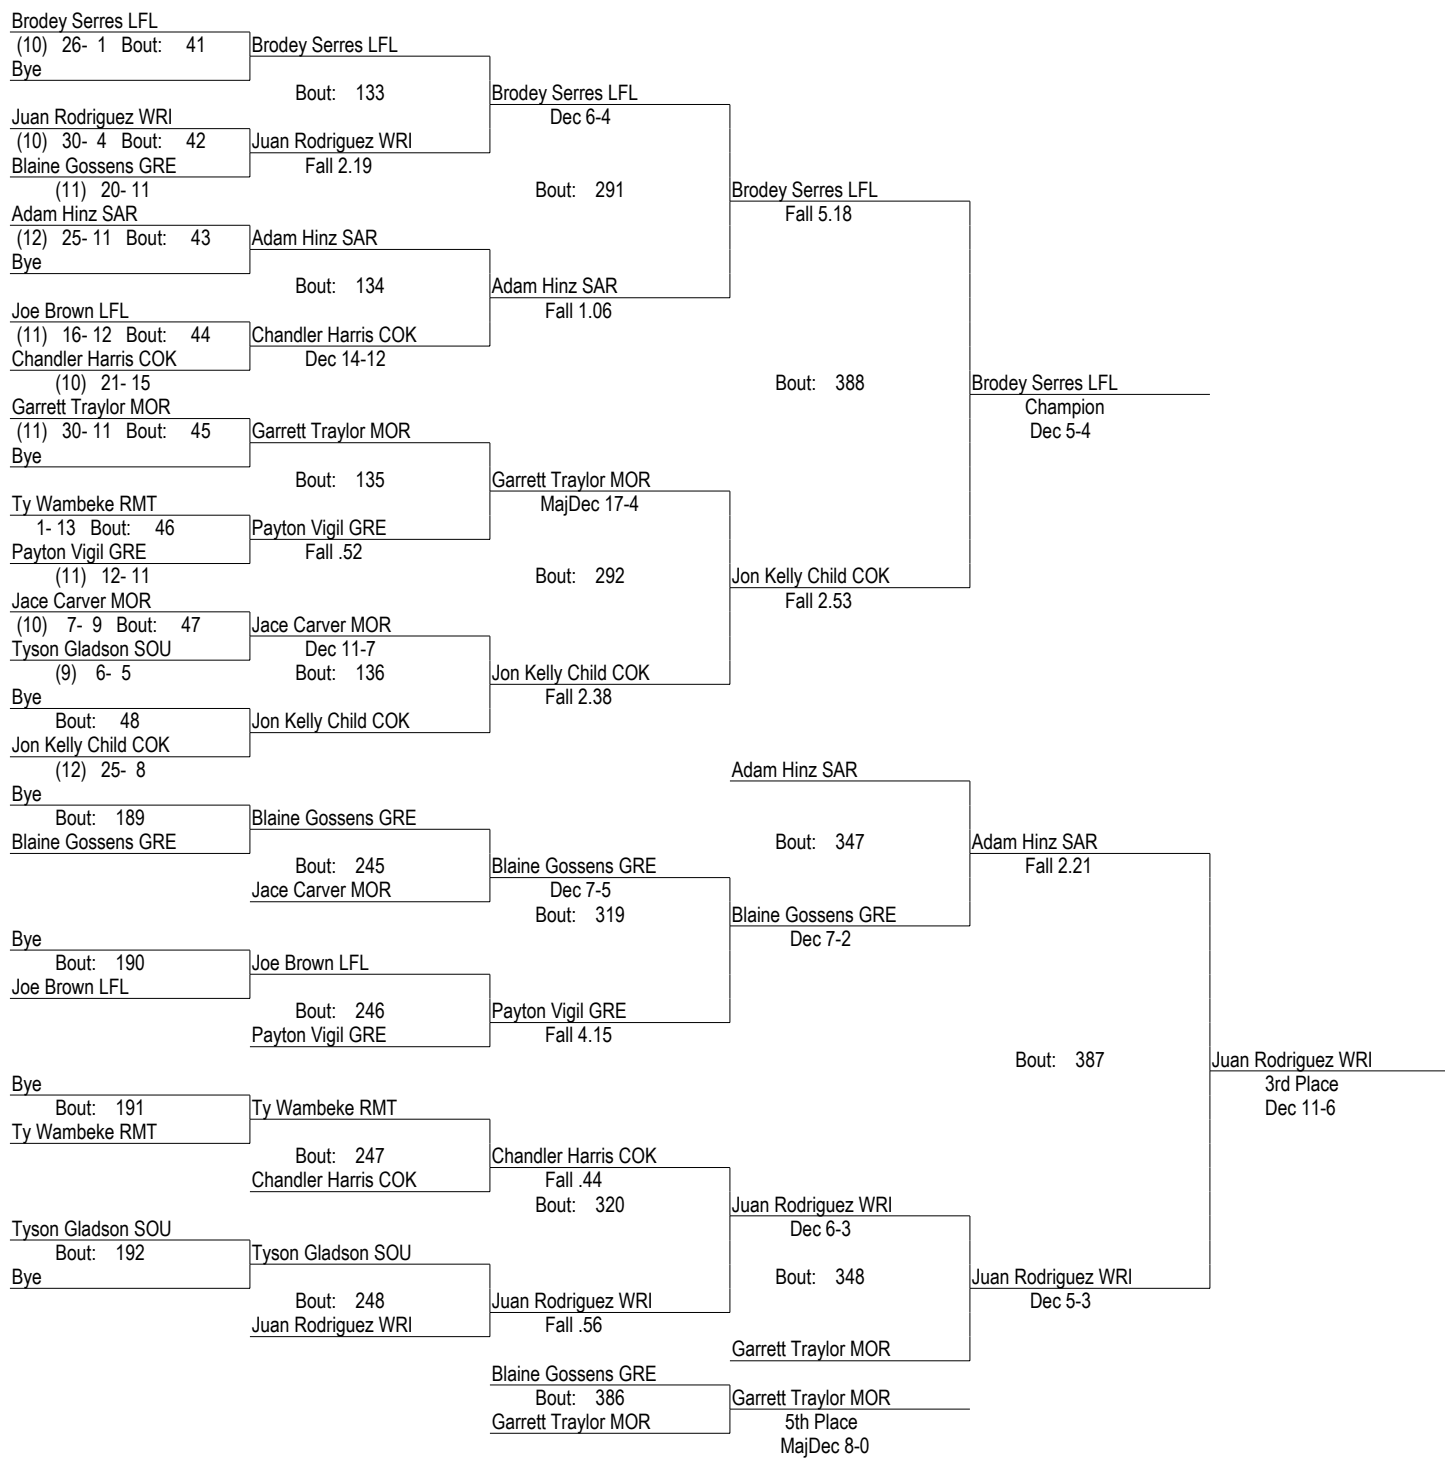 Brodey Serres LFL
(10) 26- 1 Bout: 41
Brodey Serres LFL
Bye
Bout: 133
Brodey Serres LFL
Dec 6-4
Juan Rodriguez WRI
(10) 30- 4 Bout: 42
Juan Rodriguez WRI
Blaine Gossens GRE
Fall 2.19
(11) 20- 11
Bout: 291
Brodey Serres LFL
Fall 5.18
Adam Hinz SAR
(12) 25- 11 Bout: 43
Adam Hinz SAR
Bye
Bout: 134
Adam Hinz SAR
Fall 1.06
Joe Brown LFL
(11) 16- 12 Bout: 44
Chandler Harris COK
Chandler Harris COK
Dec 14-12
(10) 21- 15
Bout: 388
Brodey Serres LFL
Champion
Dec 5-4
Garrett Traylor MOR
(11) 30- 11 Bout: 45
Garrett Traylor MOR
Bye
Bout: 135
Garrett Traylor MOR
MajDec 17-4
Ty Wambeke RMT
1- 13 Bout: 46
Payton Vigil GRE
Payton Vigil GRE
Fall .52
(11) 12- 11
Bout: 292
Jon Kelly Child COK
Fall 2.53
Jace Carver MOR
(10) 7- 9 Bout: 47
Jace Carver MOR
Tyson Gladson SOU
Dec 11-7
(9) 6- 5
Bout: 136
Jon Kelly Child COK
Fall 2.38
Bye
Bout: 48
Jon Kelly Child COK
Jon Kelly Child COK
(12) 25- 8
Adam Hinz SAR
Bye
Bout: 189
Blaine Gossens GRE
Blaine Gossens GRE
Bout: 347
Adam Hinz SAR
Fall 2.21
Bout: 245
Blaine Gossens GRE
Jace Carver MOR
Dec 7-5
Bout: 319
Blaine Gossens GRE
Dec 7-2
Bye
Bout: 190
Joe Brown LFL
Joe Brown LFL
Bout: 246
Payton Vigil GRE
Payton Vigil GRE
Fall 4.15
Bout: 387
Juan Rodriguez WRI
3rd Place
Dec 11-6
Bye
Bout: 191
Ty Wambeke RMT
Ty Wambeke RMT
Bout: 247
Chandler Harris COK
Chandler Harris COK
Fall .44
Bout: 320
Juan Rodriguez WRI
Dec 6-3
Tyson Gladson SOU
Bout: 192
Tyson Gladson SOU
Bye
Bout: 348
Juan Rodriguez WRI
Dec 5-3
Bout: 248
Juan Rodriguez WRI
Juan Rodriguez WRI
Fall .56
Garrett Traylor MOR
Blaine Gossens GRE
Bout: 386
Garrett Traylor MOR
Garrett Traylor MOR
5th Place
MajDec 8-0